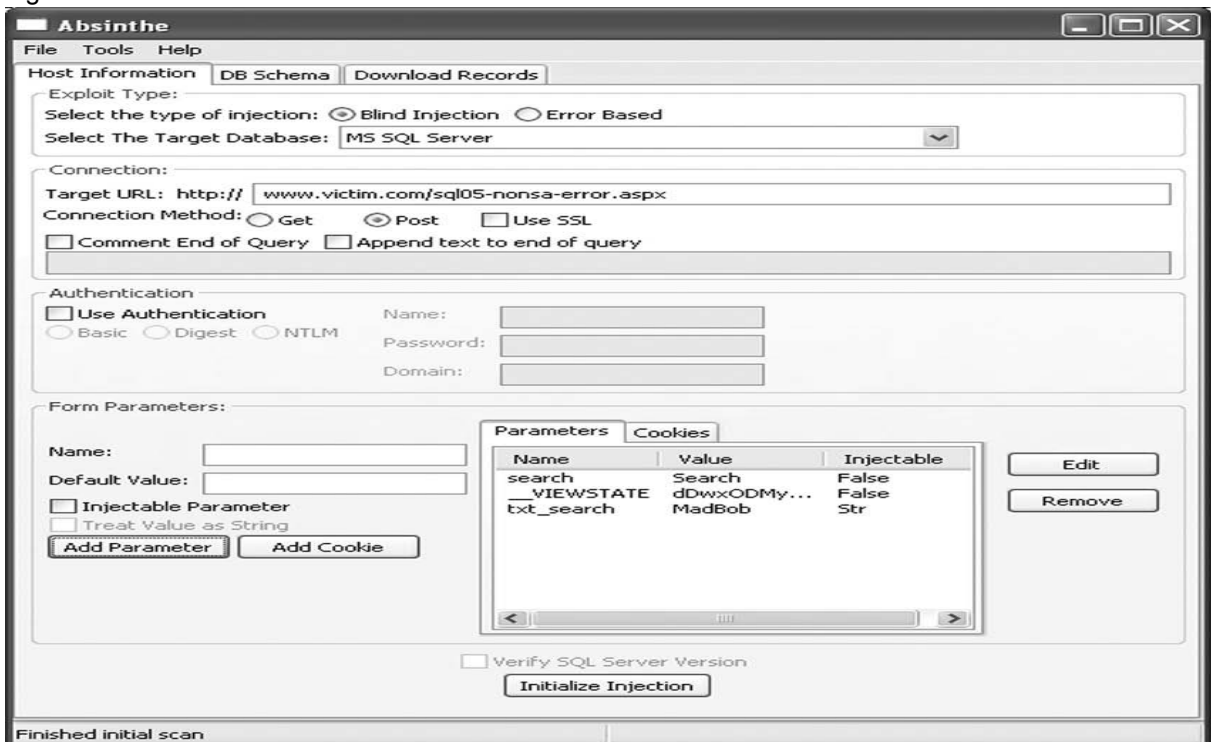 Absinthe
File Tools Help
Host Information DB Schema Download Records
Exploit Type:
Select the type of injection: Blind Injection Error Based
Select The Target Database: MS SQL Server
Connection:
Target URL: http:// www.victim.com/sql05-nonsa-error.aspx
Connection Method: Get Post Use SSL
Comment End of Query Append text to end of query
Authentication
Use Authentication Name:
Basic Digest NTLM
Password:
Domain:
Form Parameters:
Parameters Cookies
Name:
Name Value Injectable
Edit
search Search False
Default Value:
__VIEWSTATE dDwxODMy... False
Remove
Injectable Parameter
txt_search MadBob Str
Treat Value as String
Add Parameter Add Cookie
Verify SQL Server Version
Initialize Injection
Finished initial scan